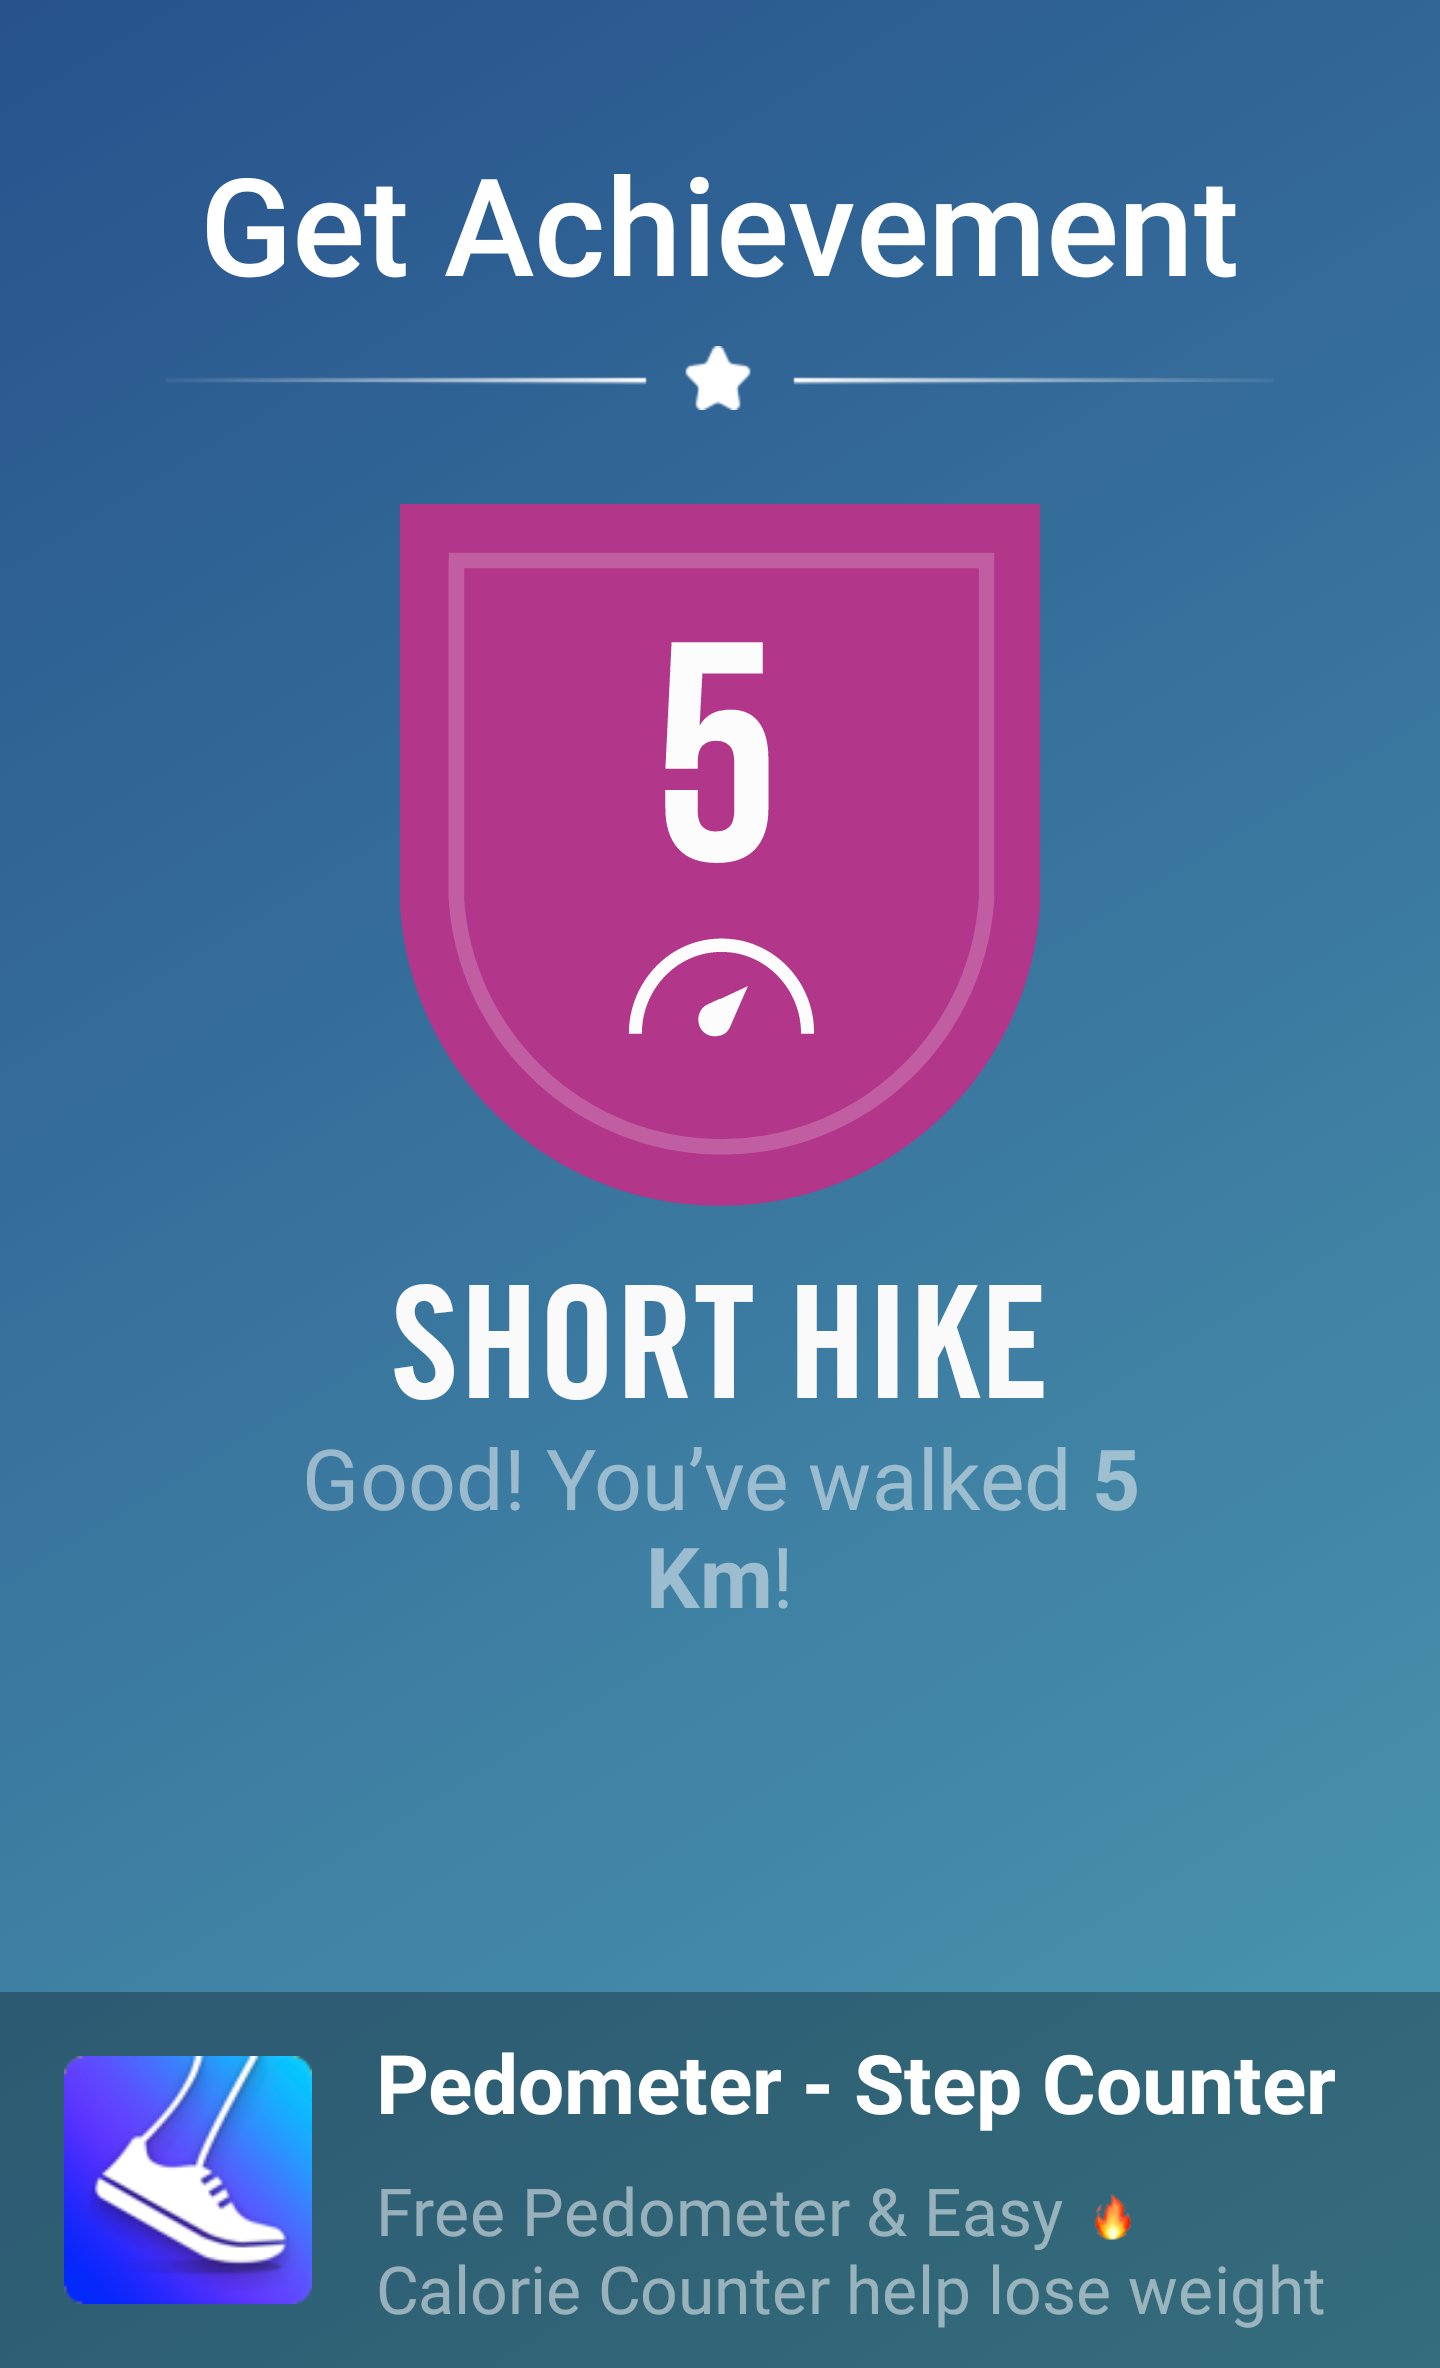 Get Achievement
5
SHORT HIKE
Good! You’ve walked 5
Km!
Pedometer - Step Counter
Free Pedometer & Easy 🔥
Calorie Counter help lose weight